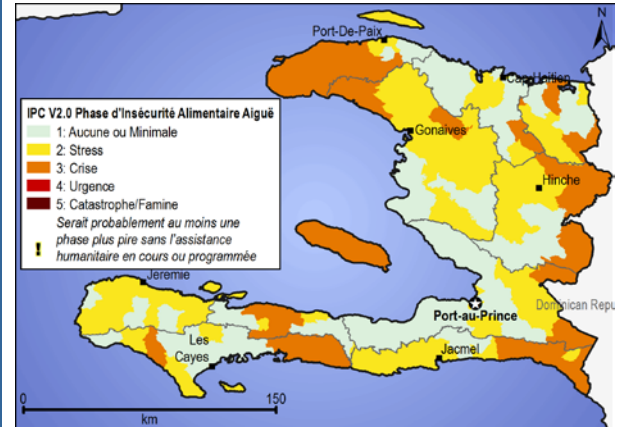 Port-De-Paix
N
Cap-Haitien
IPC V2.0 Phase d'Insécurité Alimentaire Aiguë
1: Aucune ou Minimale
2: Stress
3: Crise
4: Urgence
5: Catastrophe/Famine
! Serait probablement au moins une
phase plus pire sans l'assistance
humanitaire en cours ou programmée
Gonaives
Hinche
Jeremie
Dominican Repu
Port-au-Prince
Les
Cayes
Jacmel
0 150
km